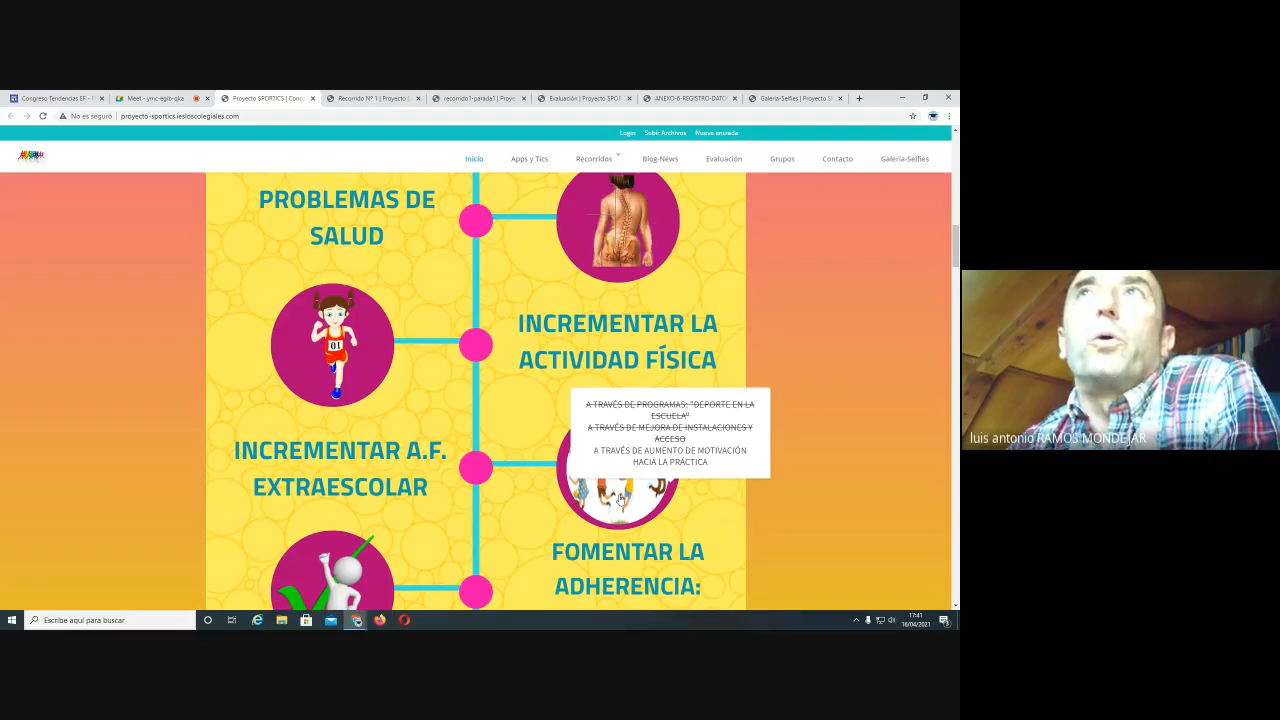 Congreso Tendencias EF -
Meet - ymc-egib-qka
Proyecto SPORTICS | Conc
Recorrido Nº 1 | Proyecto
recorrido1-parada1 | Proye
Evaluación | Proyecto SPO
ANEXO-6-REGISTRO-DATO
Galeria-Selfies | Proyecto S
No es seguro | proyecto-sportics.iesloscolegiales.com
Login Subir Archivos Nueve entrada
Inicio Apps y Tics Recorridos Blog-News Evaluación Grupos Contacto Galeria-Selfies
PROBLEMAS DE
SALUD
01
INCREMENTAR LA
ACTIVIDAD FÍSICA
A TRAVÉS DE PROGRAMAS: "DEPORTE EN LA
ESCUELA"
A TRAVÉS DE MEJORA DE INSTALACIONES Y
ACCESO
A TRAVÉS DE AUMENTO DE MOTIVACIÓN
HACIA LA PRÁCTICA
INCREMENTAR A.F.
EXTRAESCOLAR
FOMENTAR LA
ADHERENCIA:
luis antonio RAMOS MONDEJAR
Escribe aquí para buscar
17:41
16/04/2021